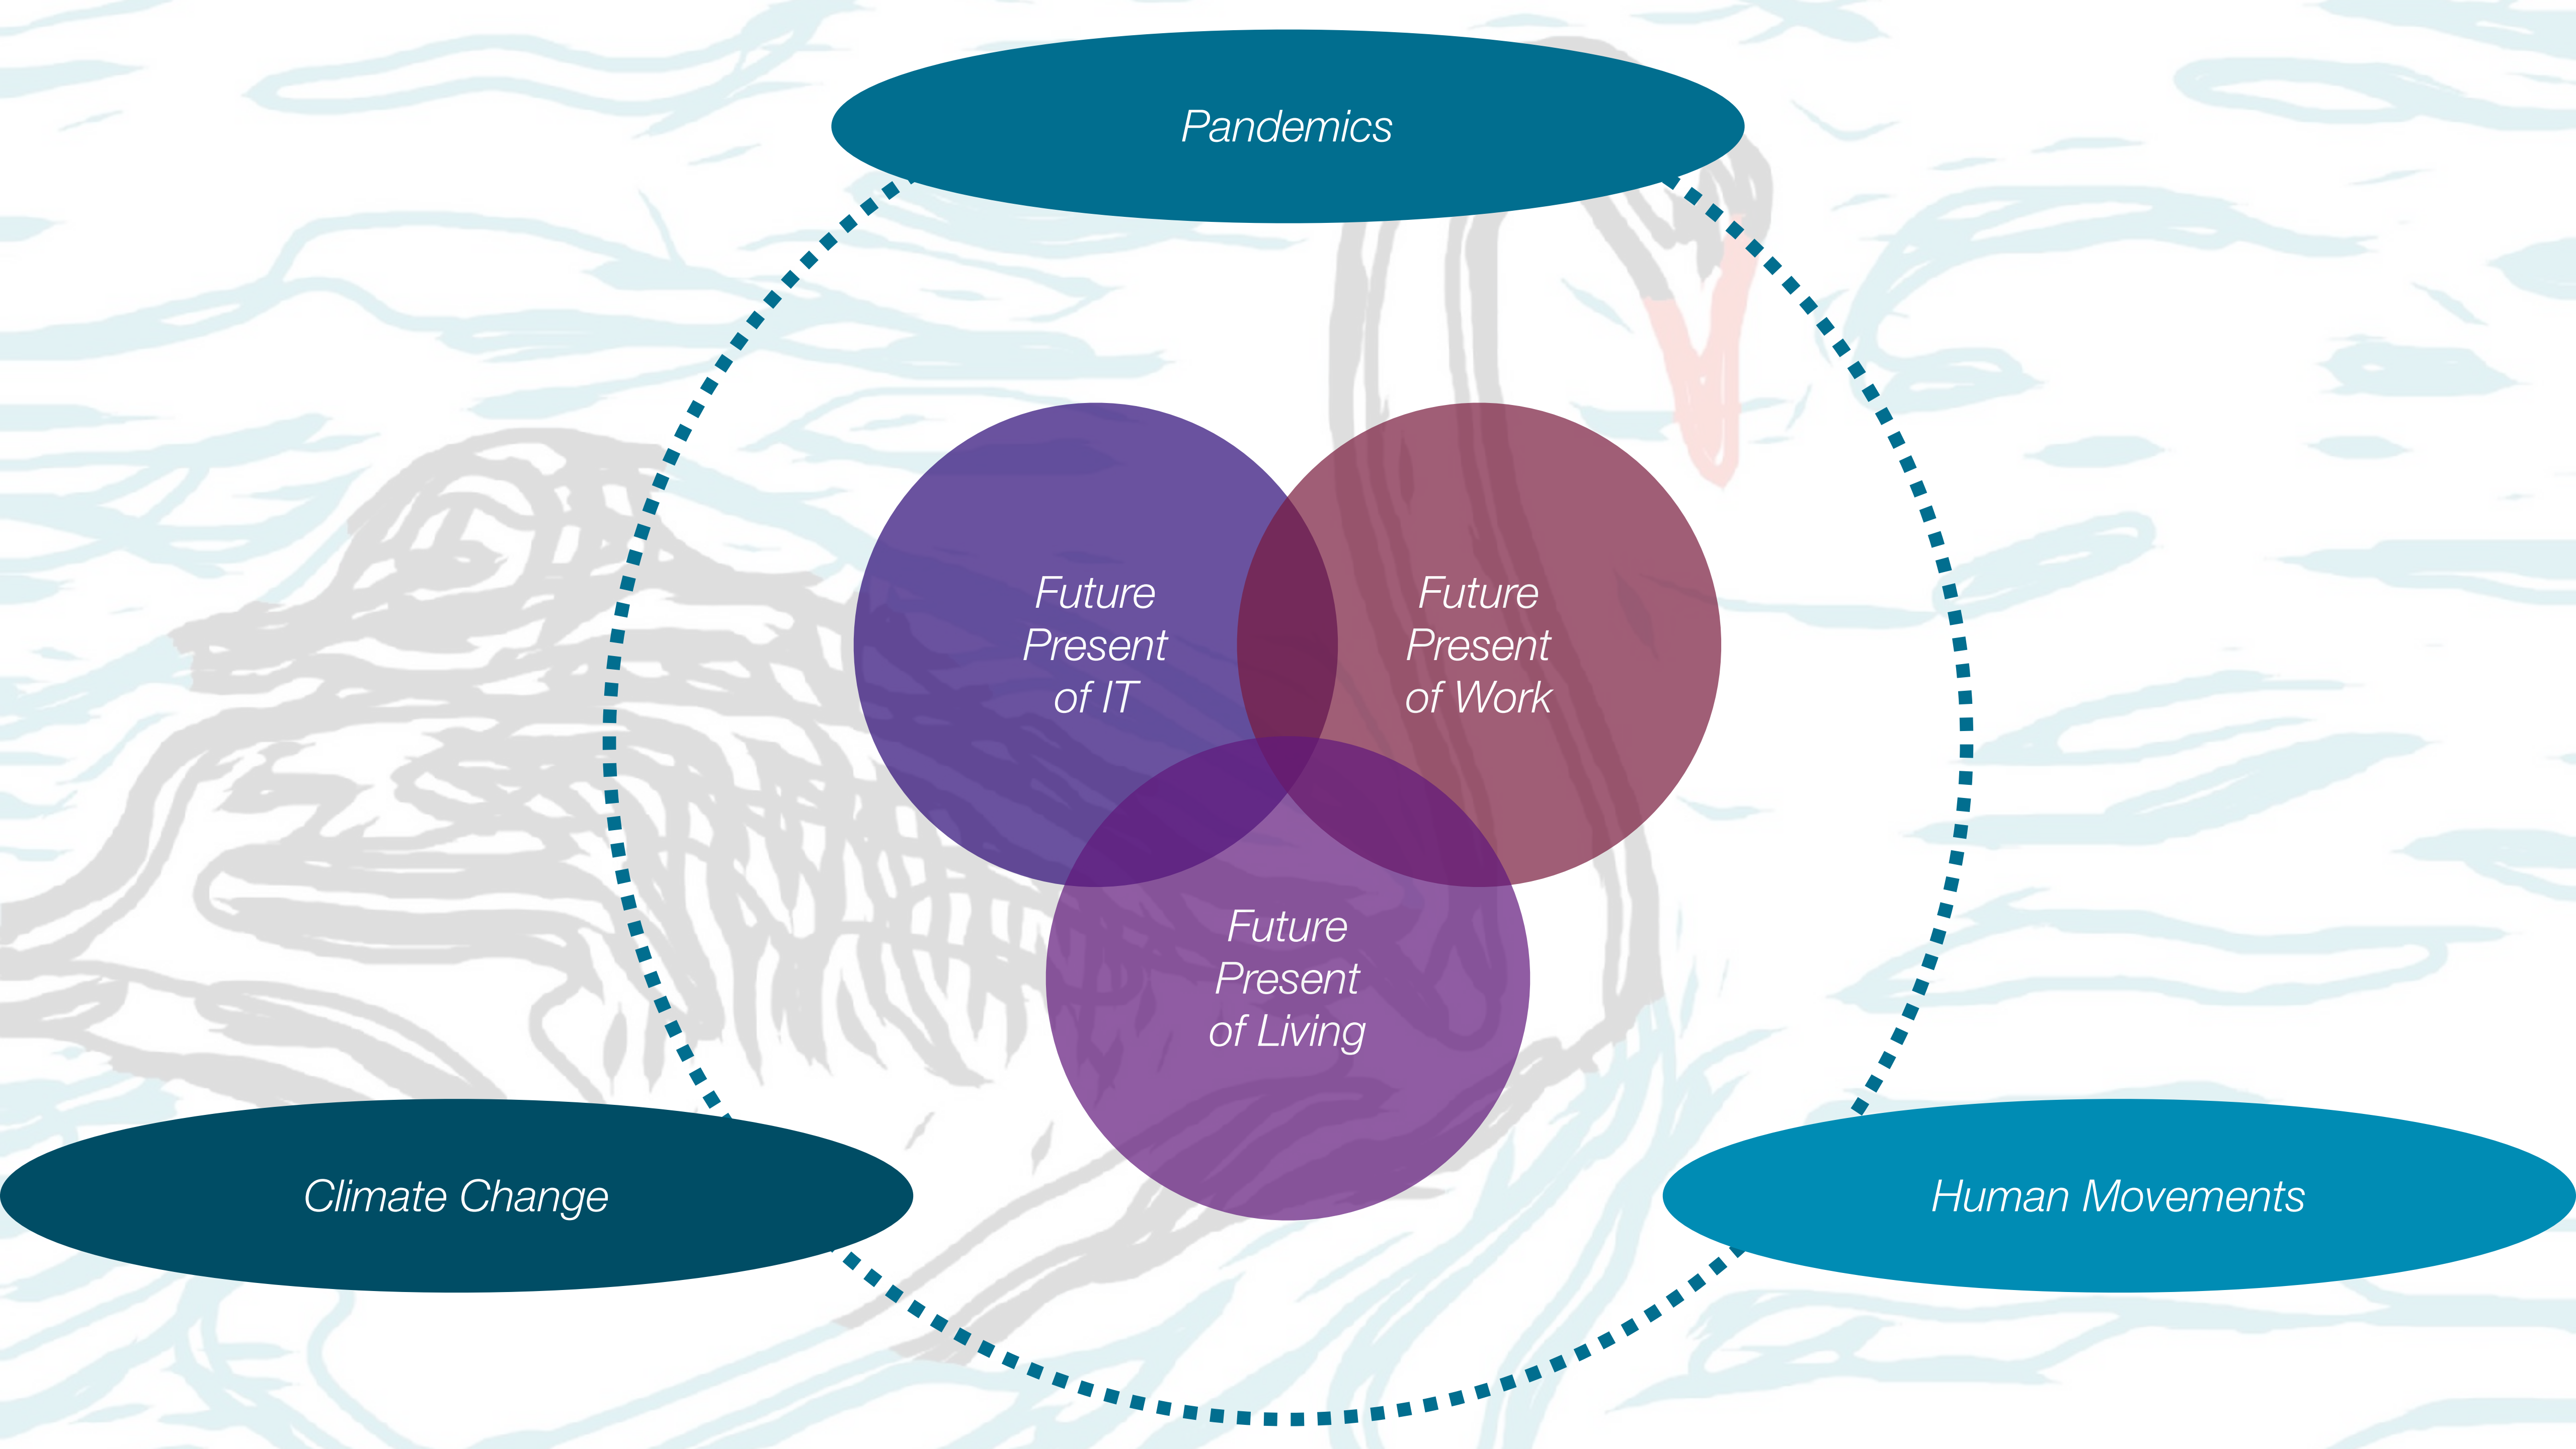 Pandemics
Future
Present
of IT
Future
Present
of Work
Future
Present
of Living
Climate Change
Human Movements